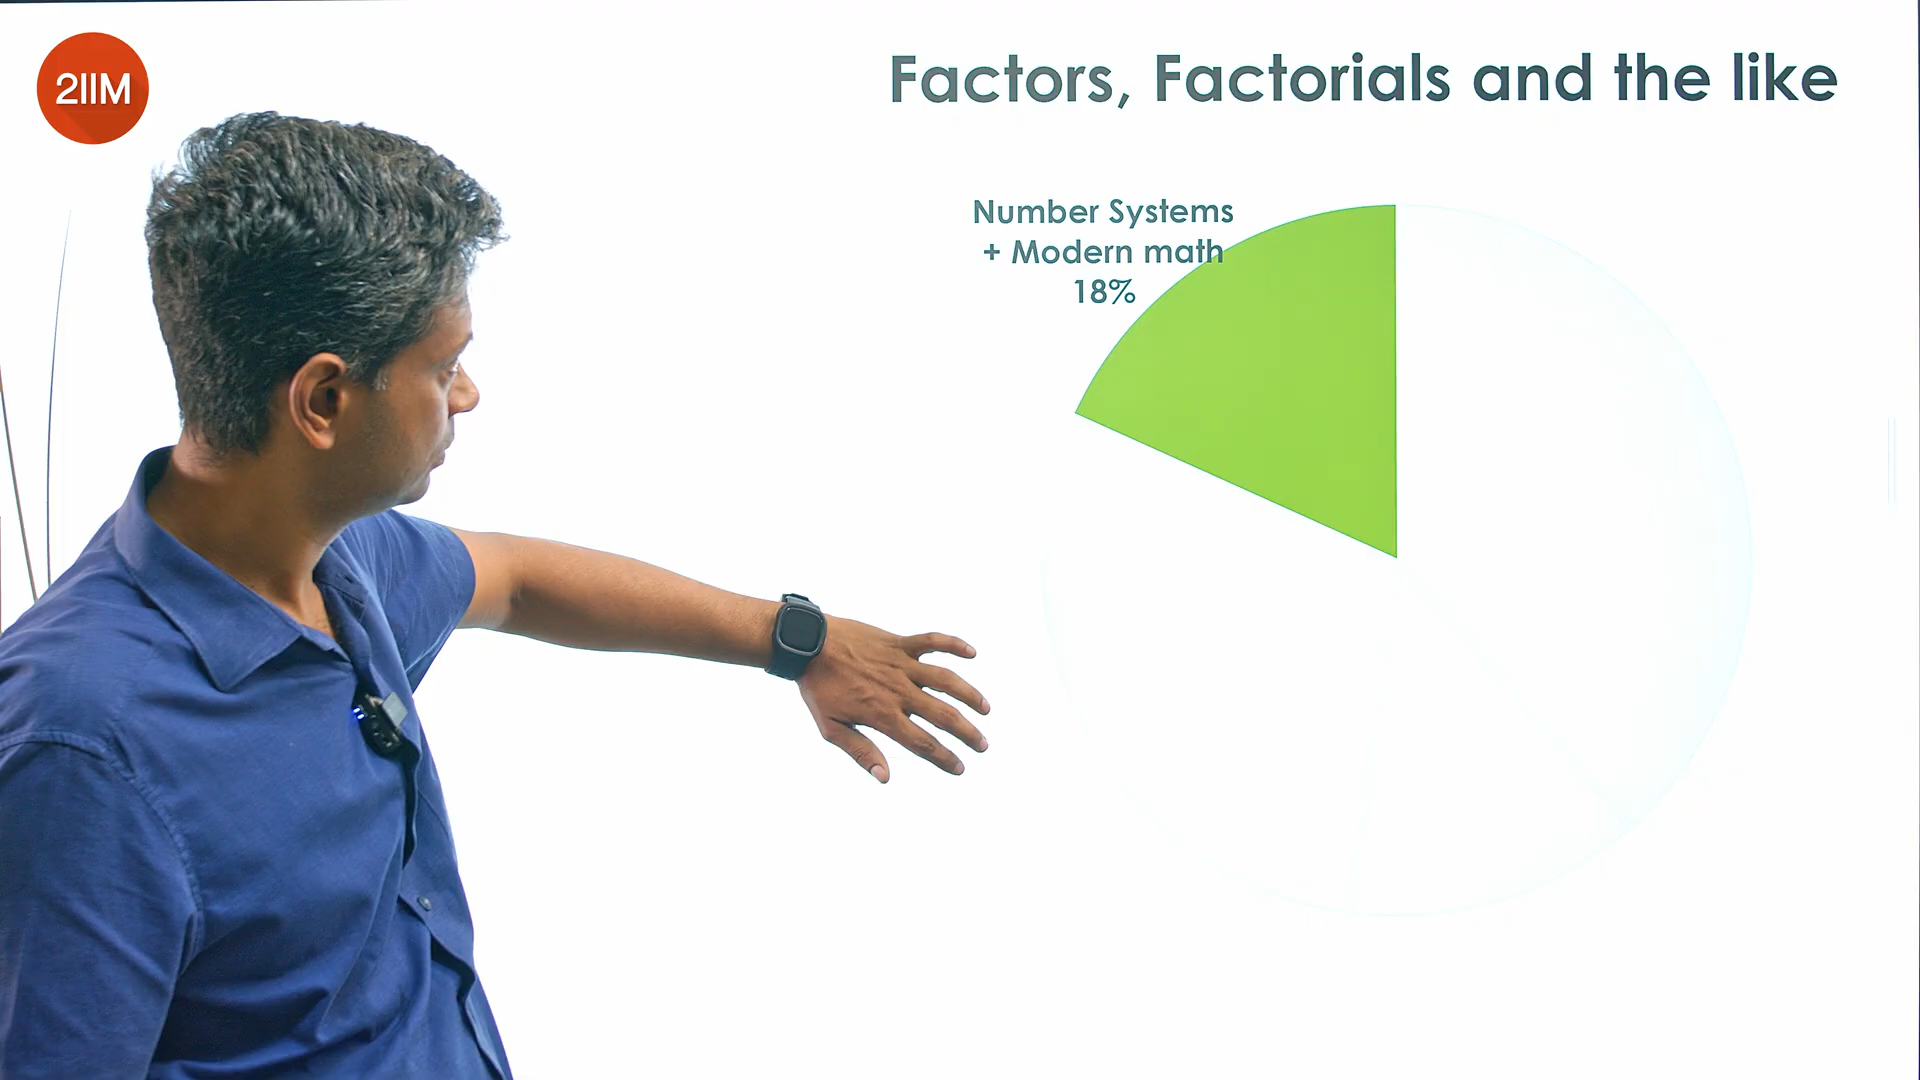 2IIM
Factors, Factorials and the like
Number Systems
+ Modern math
18%